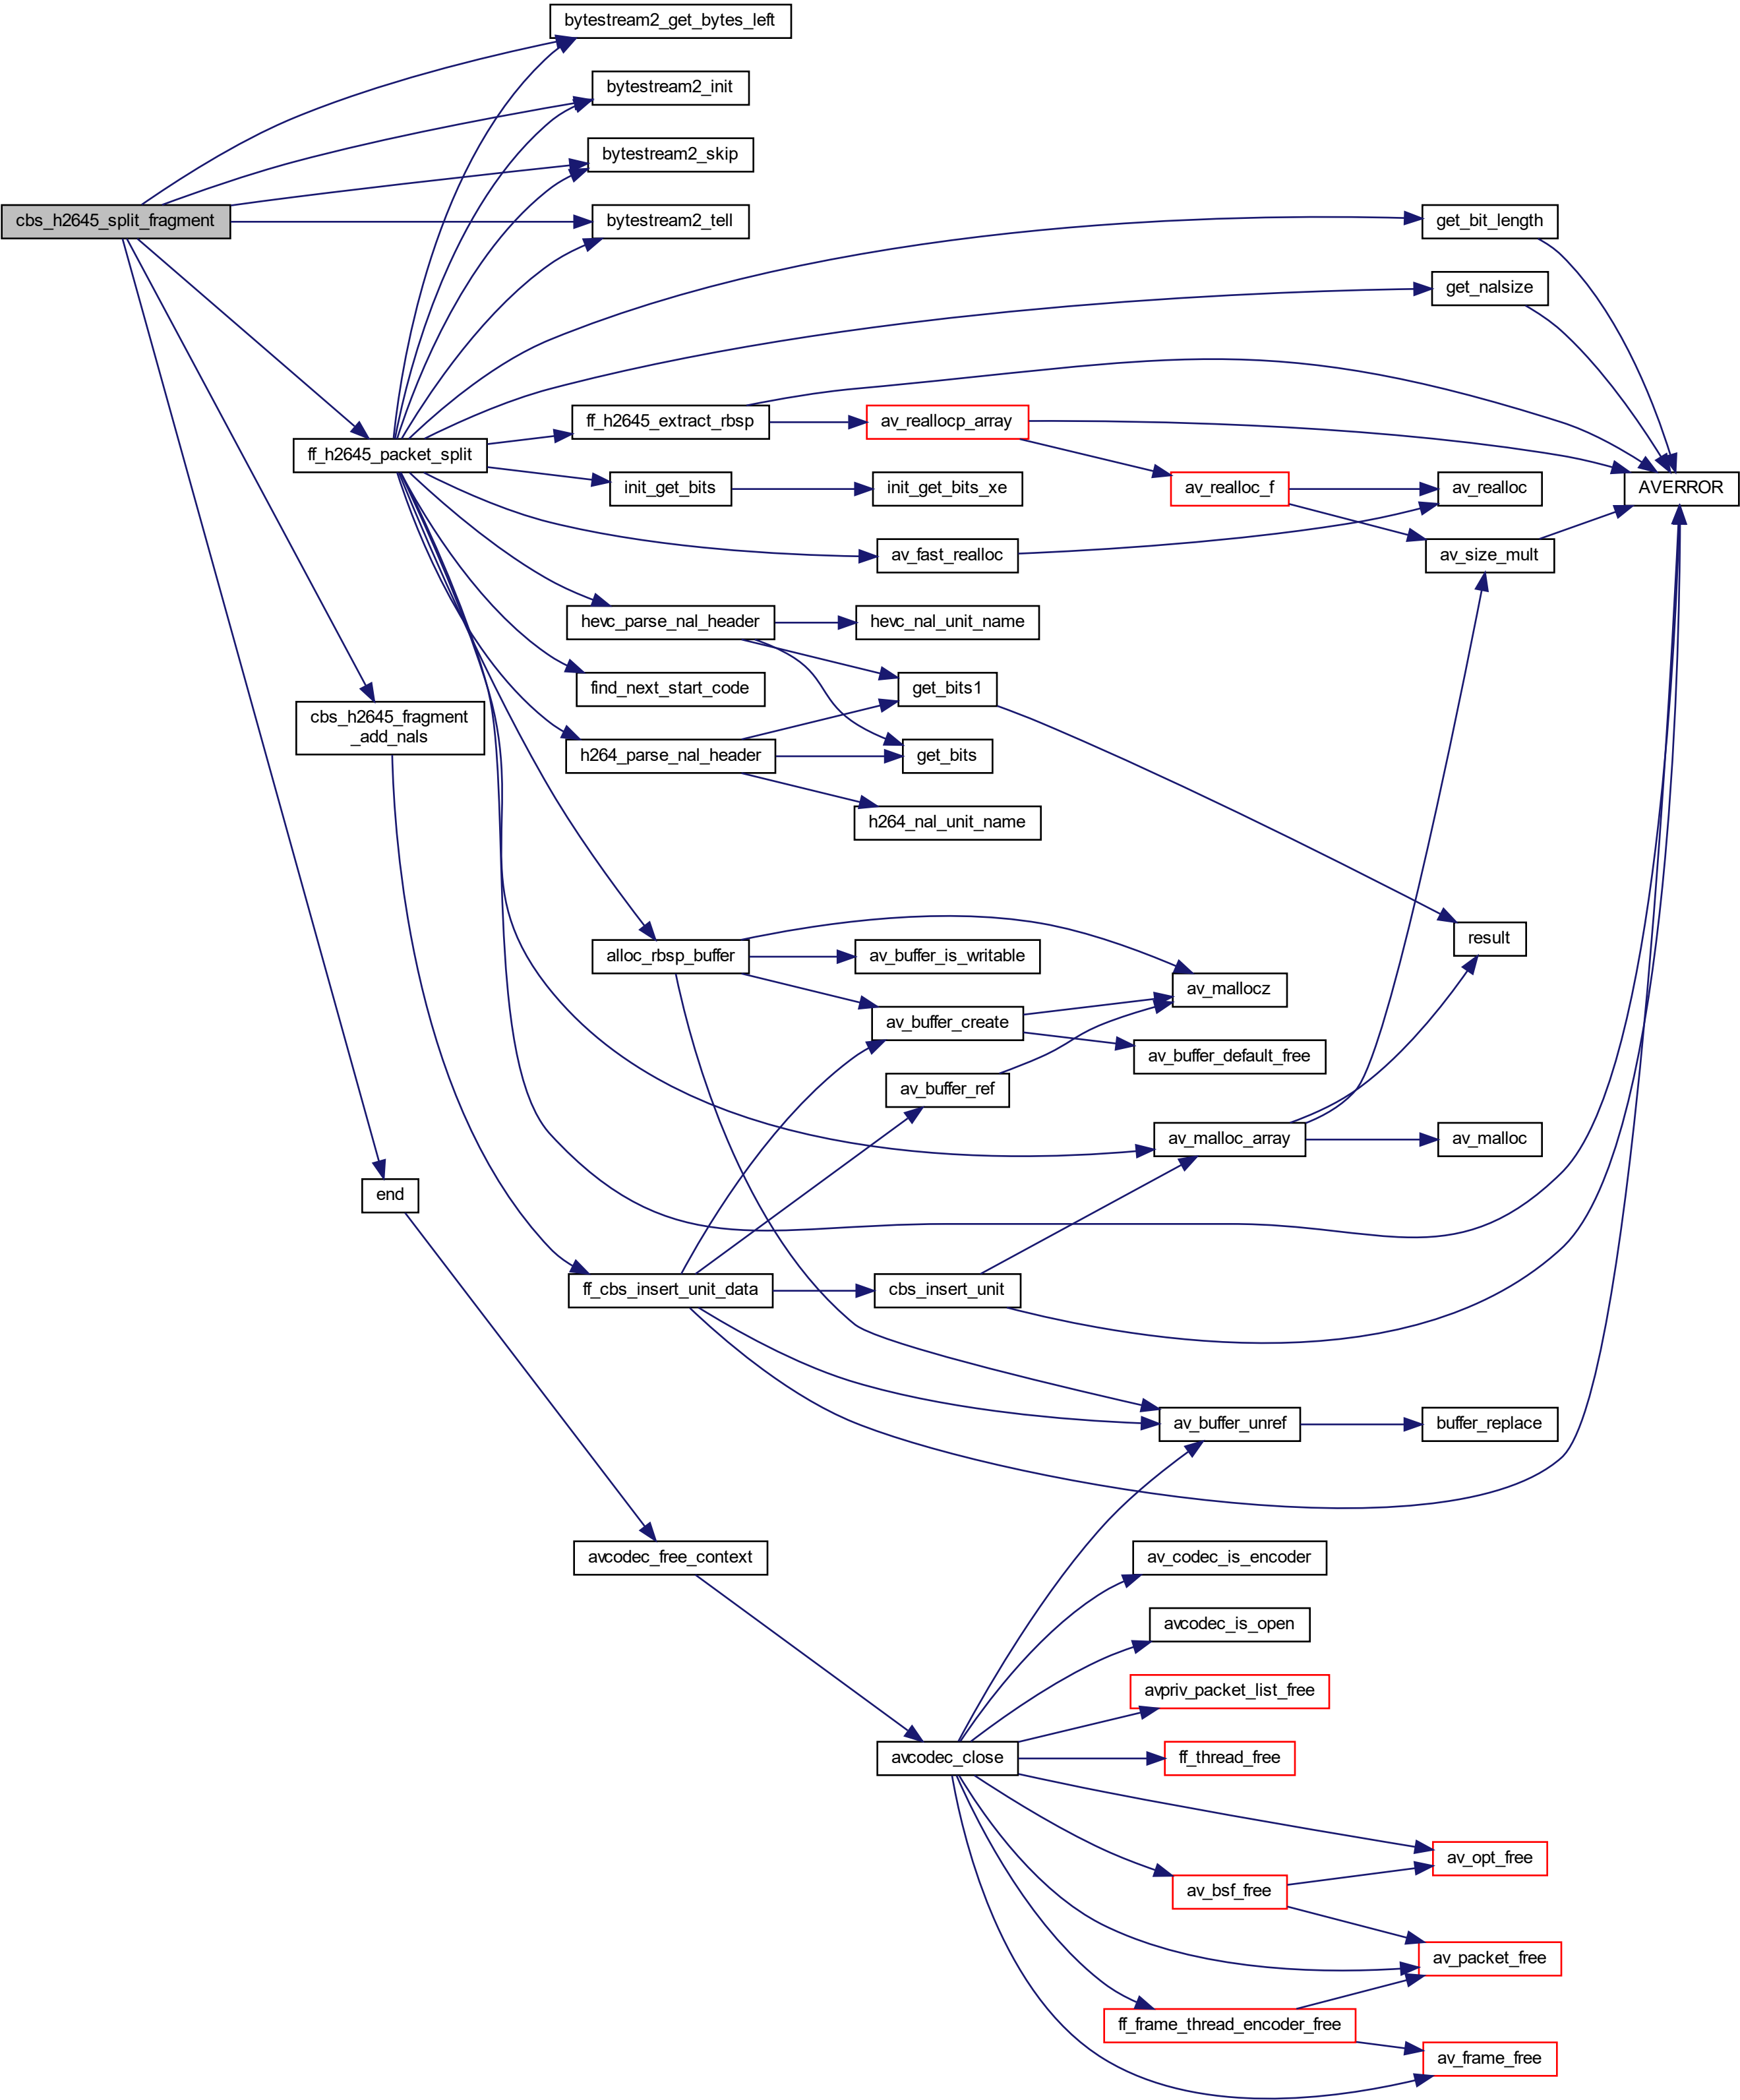 bytestream2_get_bytes_left
bytestream2_init
bytestream2_skip
cbs_h2645_split_fragment
bytestream2_tell
get_bit_length
get_nalsize
ff_h2645_extract_rbsp
av_reallocp_array
ff_h2645_packet_split
init_get_bits
init_get_bits_xe
av_realloc_f
av_realloc
AVERROR
av_fast_realloc
av_size_mult
hevc_parse_nal_header
hevc_nal_unit_name
find_next_start_code
get_bits1
cbs_h2645_fragment
_add_nals
h264_parse_nal_header
get_bits
h264_nal_unit_name
result
alloc_rbsp_buffer
av_buffer_is_writable
av_mallocz
av_buffer_create
av_buffer_default_free
av_buffer_ref
av_malloc_array
av_malloc
end
ff_cbs_insert_unit_data
cbs_insert_unit
av_buffer_unref
buffer_replace
avcodec_free_context
av_codec_is_encoder
avcodec_is_open
avpriv_packet_list_free
avcodec_close
ff_thread_free
av_opt_free
av_bsf_free
av_packet_free
ff_frame_thread_encoder_free
av_frame_free